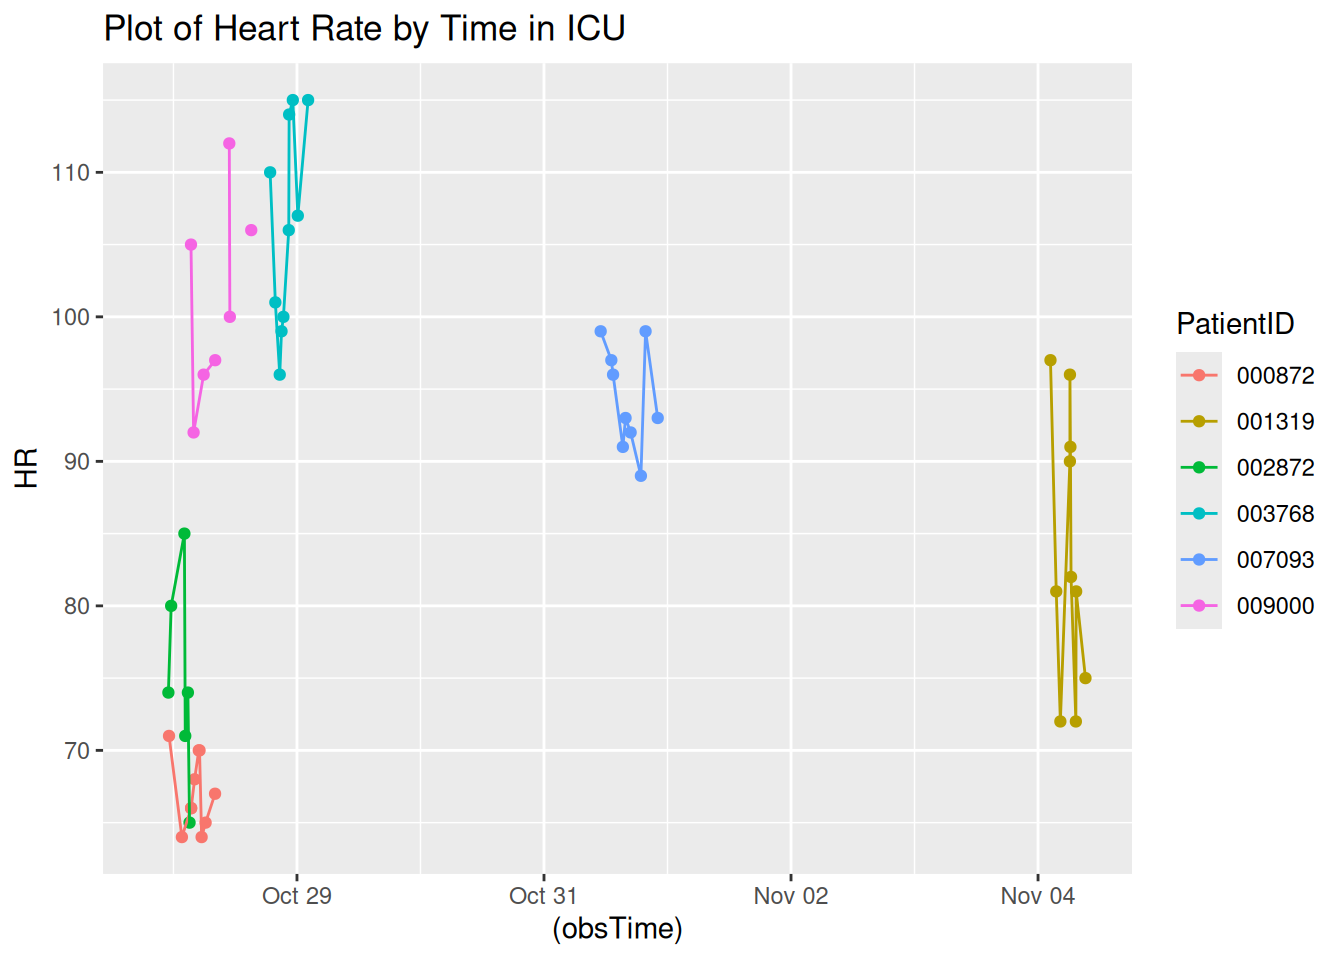 Plot of Heart Rate by Time in ICU
HR
110
100
90
80
70
Oct 29
Oct 31
Nov 02
Nov 04
(obsTime)
PatientID
000872
001319
002872
003768
007093
009000